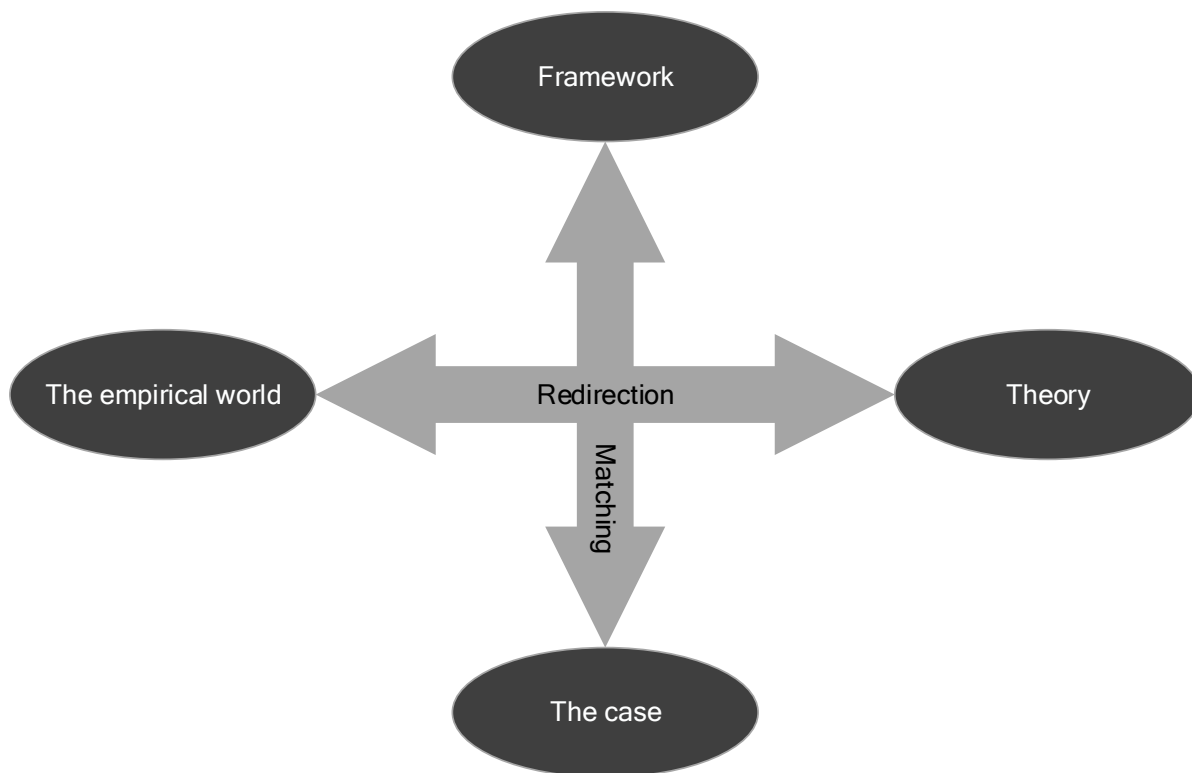 Framework
The empirical world
Redirection
Theory
Matching
The case